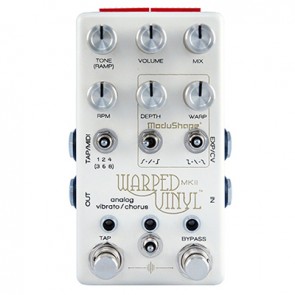 TONE (RAMP) VOLUME MIX
RPM DEPTH WARP
ModuShape
TAP/MIDI EXP/CV
1 2 4
(3 6 8)
WARPED
MKII
VINYL
OUT analog IN
vibrato/chorus
TAP BYPASS